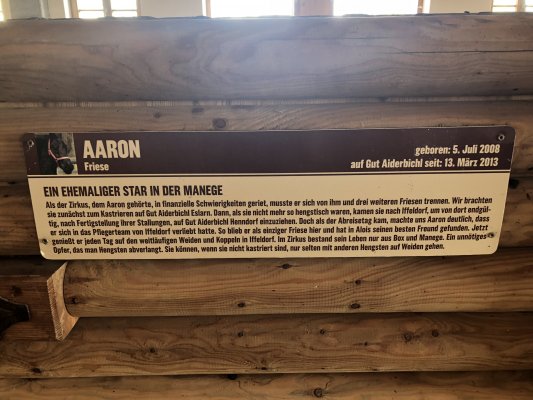 AARON
Friese
geboren: 5. Juli 2008
auf Gut Aiderbichl seit: 13. März 2013
EIN EHEMALIGER STAR IN DER MANEGE
Als der Zirkus, dem Aaron gehörte, in finanzielle Schwierigkeiten geriet, musste er sich von ihm und drei weiteren Friesen trennen. Wir brachten
sie zunächst zum Kastrieren auf Gut Aiderbichl Eslarn. Dann, als sie nicht mehr so hengstisch waren, kamen sie nach Iffeldorf, um von dort endgül-
tig, nach Fertigstellung ihrer Stallungen, auf Gut Aiderbichl Henndorf einzuziehen. Doch als der Abreisetag kam, machte uns Aaron deutlich, dass
er sich in das Pflegerteam von Iffeldorf verliebt hatte. So blieb er als einziger Friese hier und hat in Alois seinen besten Freund gefunden. Jetzt
genießt er jeden Tag auf den weitläufigen Weiden und Koppeln in Iffeldorf. Im Zirkus bestand sein Leben nur aus Box und Manege. Ein unnötiges
Opfer, das man Hengsten abverlangt. Sie können, wenn sie nicht kastriert sind, nur selten mit anderen Hengsten auf Weiden gehen.